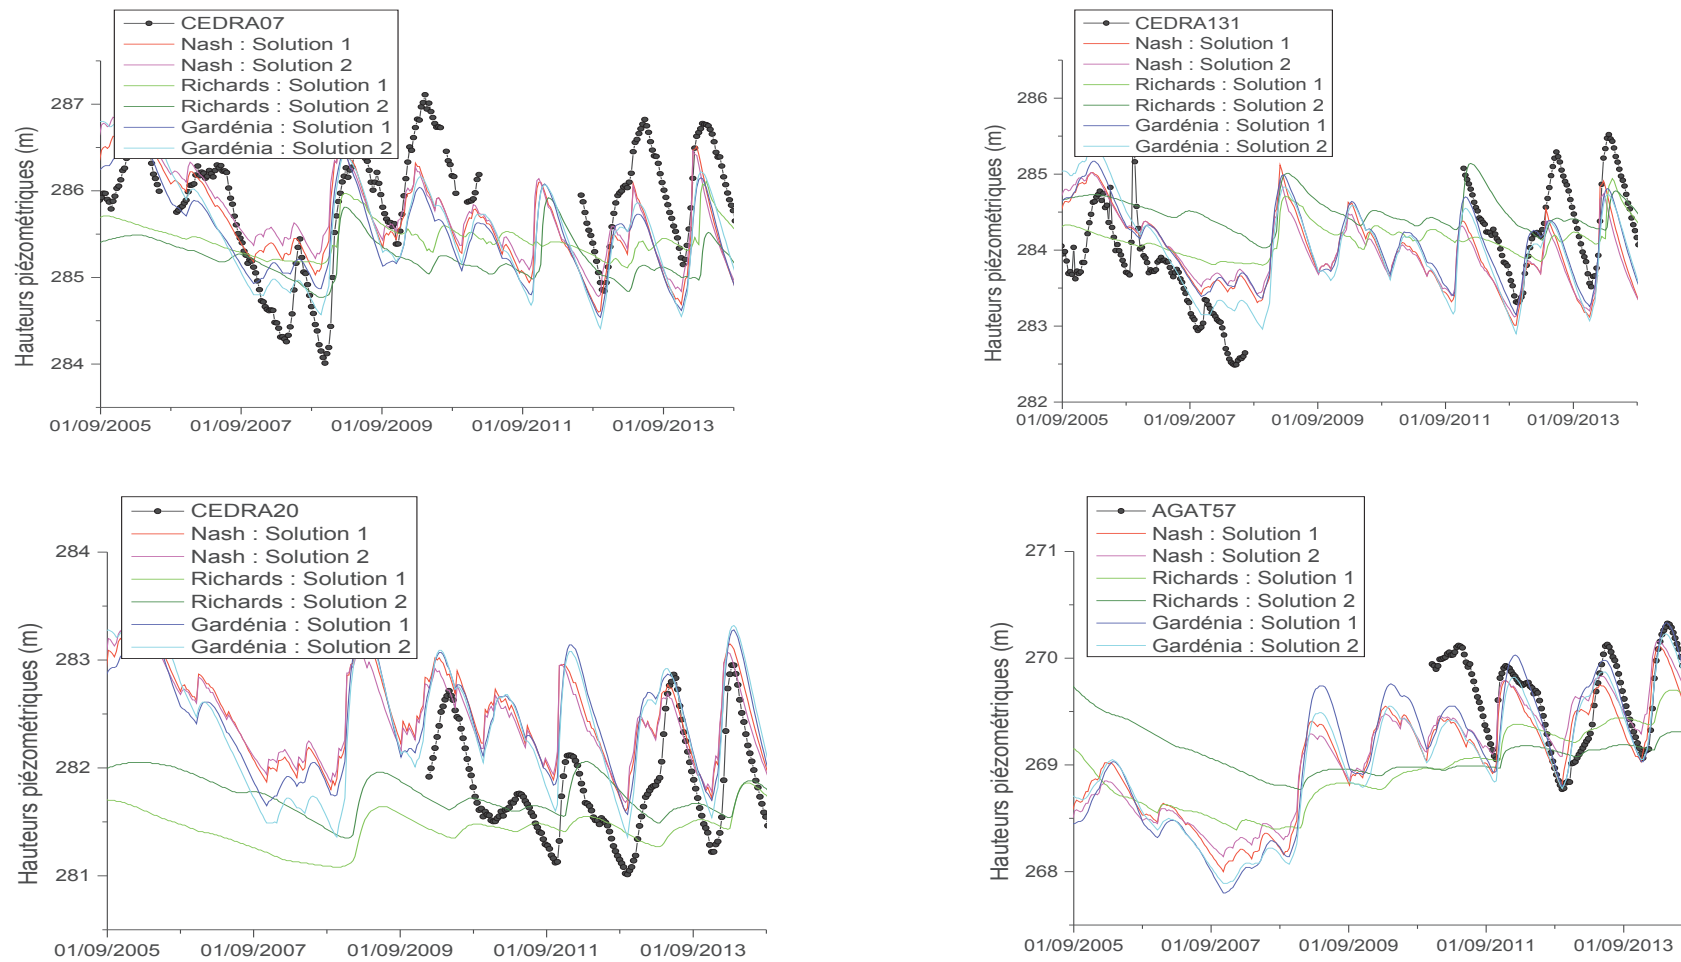 CEDRA07
Nash : Solution 1
Nash : Solution 2
Richards : Solution 1
Richards : Solution 2
Gardénia : Solution 1
Gardénia : Solution 2
Hauteurs piézométriques (m)
287
286
285
284
01/09/2005 01/09/2007 01/09/2009 01/09/2011 01/09/2013
CEDRA131
Nash : Solution 1
Nash : Solution 2
Richards : Solution 1
Richards : Solution 2
Gardénia : Solution 1
Gardénia : Solution 2
Hauteurs piézométriques (m)
286
285
284
283
282
01/09/2005 01/09/2007 01/09/2009 01/09/2011 01/09/2013
CEDRA20
Nash : Solution 1
Nash : Solution 2
Richards : Solution 1
Richards : Solution 2
Gardénia : Solution 1
Gardénia : Solution 2
Hauteurs piézométriques (m)
284
283
282
281
01/09/2005 01/09/2007 01/09/2009 01/09/2011 01/09/2013
AGAT57
Nash : Solution 1
Nash : Solution 2
Richards : Solution 1
Richards : Solution 2
Gardénia : Solution 1
Gardénia : Solution 2
Hauteurs piézométriques (m)
271
270
269
268
01/09/2005 01/09/2007 01/09/2009 01/09/2011 01/09/2013